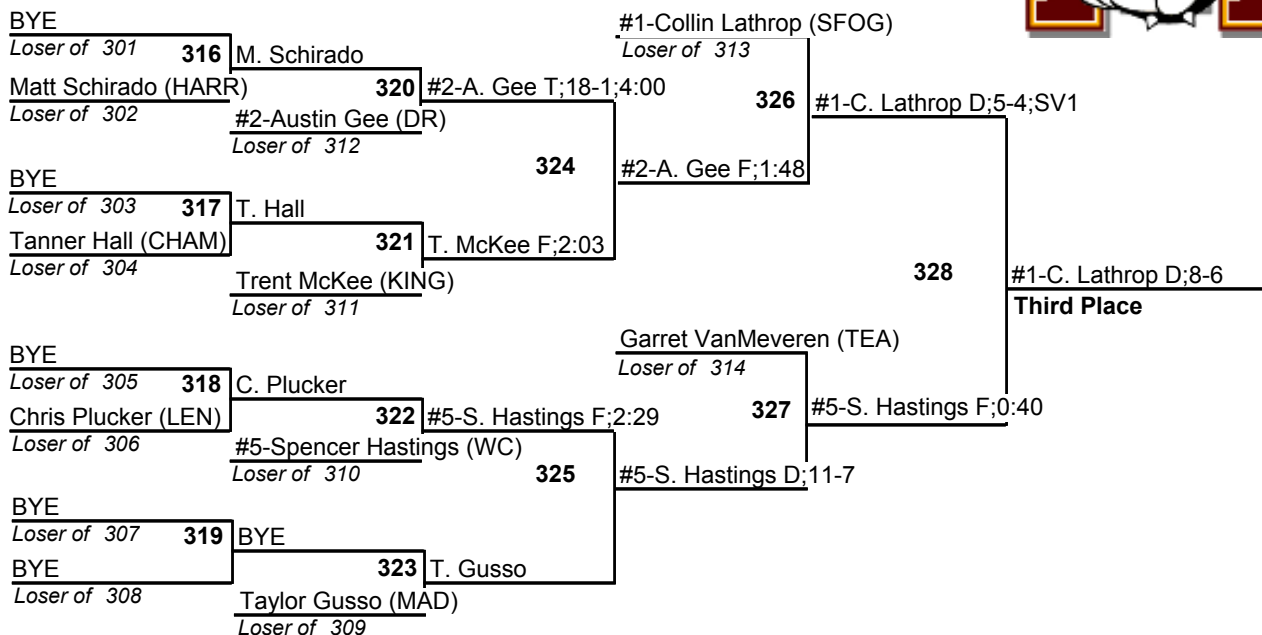 BYE
Loser of 301
316
M. Schirado
Matt Schirado (HARR)
Loser of 302
320
#2-A. Gee T;18-1;4:00
#2-Austin Gee (DR)
Loser of 312
BYE
Loser of 303
317
T. Hall
Tanner Hall (CHAM)
Loser of 304
321
T. McKee F;2:03
Trent McKee (KING)
Loser of 311
324
#2-A. Gee F;1:48
#1-Collin Lathrop (SFOG)
Loser of 313
326
#1-C. Lathrop D;5-4;SV1
BYE
Loser of 305
318
C. Plucker
Chris Plucker (LEN)
Loser of 306
322
#5-S. Hastings F;2:29
#5-Spencer Hastings (WC)
Loser of 310
BYE
Loser of 307
319
BYE
BYE
Loser of 308
323
T. Gusso
Taylor Gusso (MAD)
Loser of 309
325
#5-S. Hastings D;11-7
Garret VanMeveren (TEA)
Loser of 314
327
#5-S. Hastings F;0:40
328
#1-C. Lathrop D;8-6
Third Place